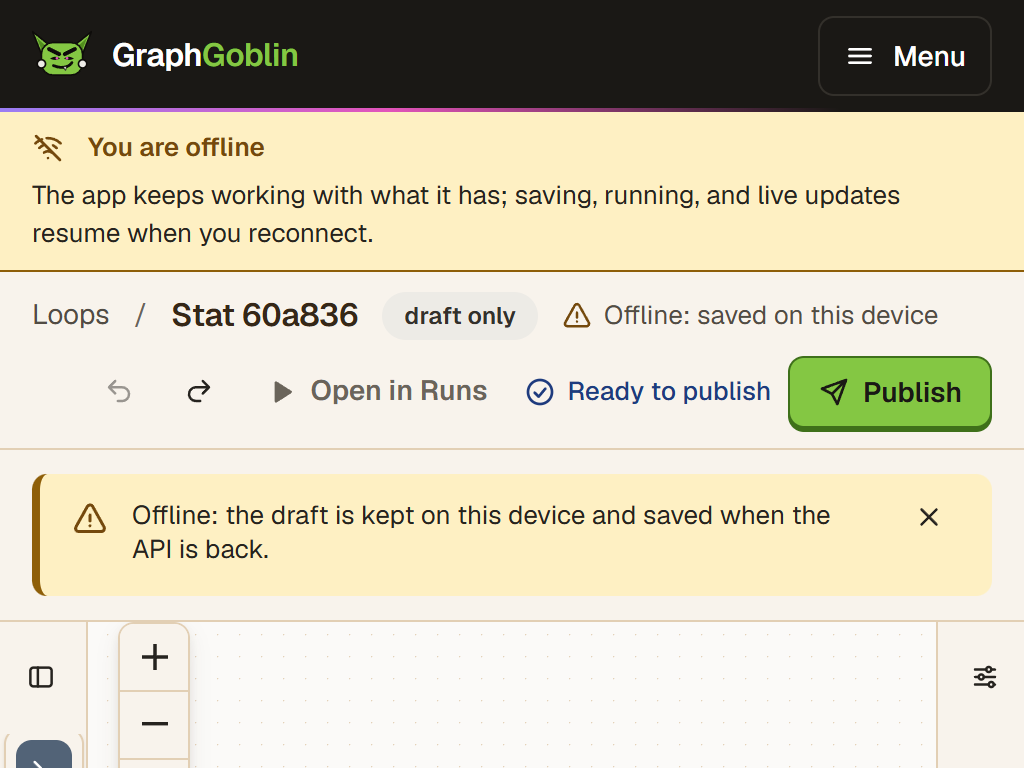 GraphGoblin
Menu
You are offline
The app keeps working with what it has; saving, running, and live updates
resume when you reconnect.
Loops / Stat 60a836 draft only Offline: saved on this device
Open in Runs Ready to publish Publish
Offline: the draft is kept on this device and saved when the
API is back.